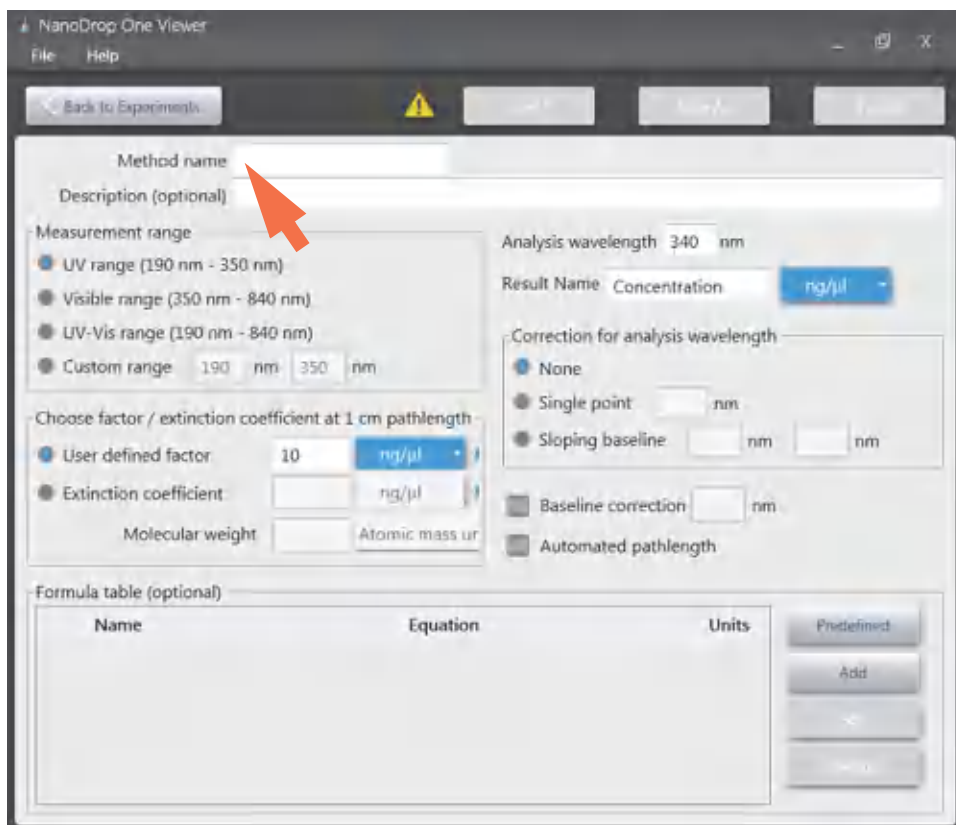 NanoDrop One Viewer
File Help
Back to Experiments
Method name
Description (optional)
Measurement range
UV range (190 nm - 350 nm)
Visible range (350 nm - 840 nm)
UV-Vis range (190 nm - 840 nm)
Custom range 190 nm 350 nm
Choose factor / extinction coefficient at 1 cm pathlength
User defined factor 10 ng/µl
Extinction coefficient ng/µl
Molecular weight Atomic mass ur
Analysis wavelength 340 nm
Result Name Concentration ng/µl
Correction for analysis wavelength
None
Single point nm
Sloping baseline nm nm
Baseline correction nm
Automated pathlength
Formula table (optional)
Name Equation Units
Predefined
Add